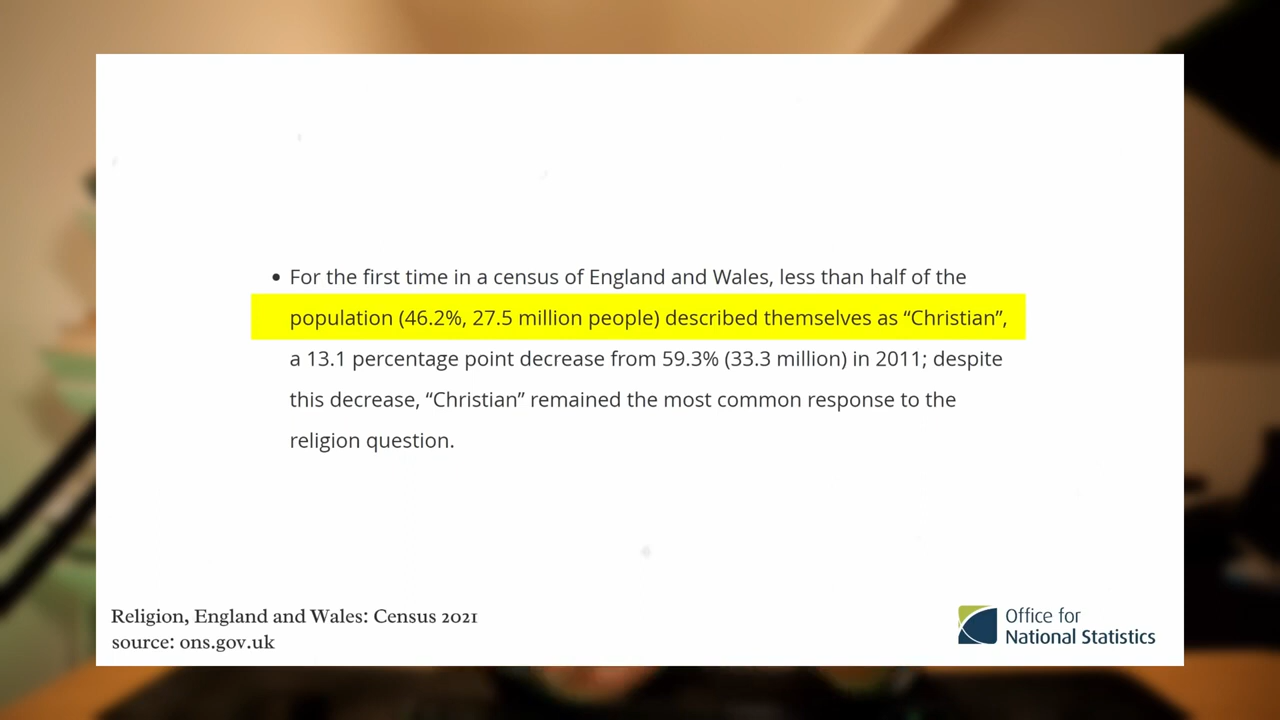 • For the first time in a census of England and Wales, less than half of the
population (46.2%, 27.5 million people) described themselves as “Christian”,
a 13.1 percentage point decrease from 59.3% (33.3 million) in 2011; despite
this decrease, “Christian” remained the most common response to the
religion question.
Religion, England and Wales: Census 2021
source: ons.gov.uk
Office for
National Statistics